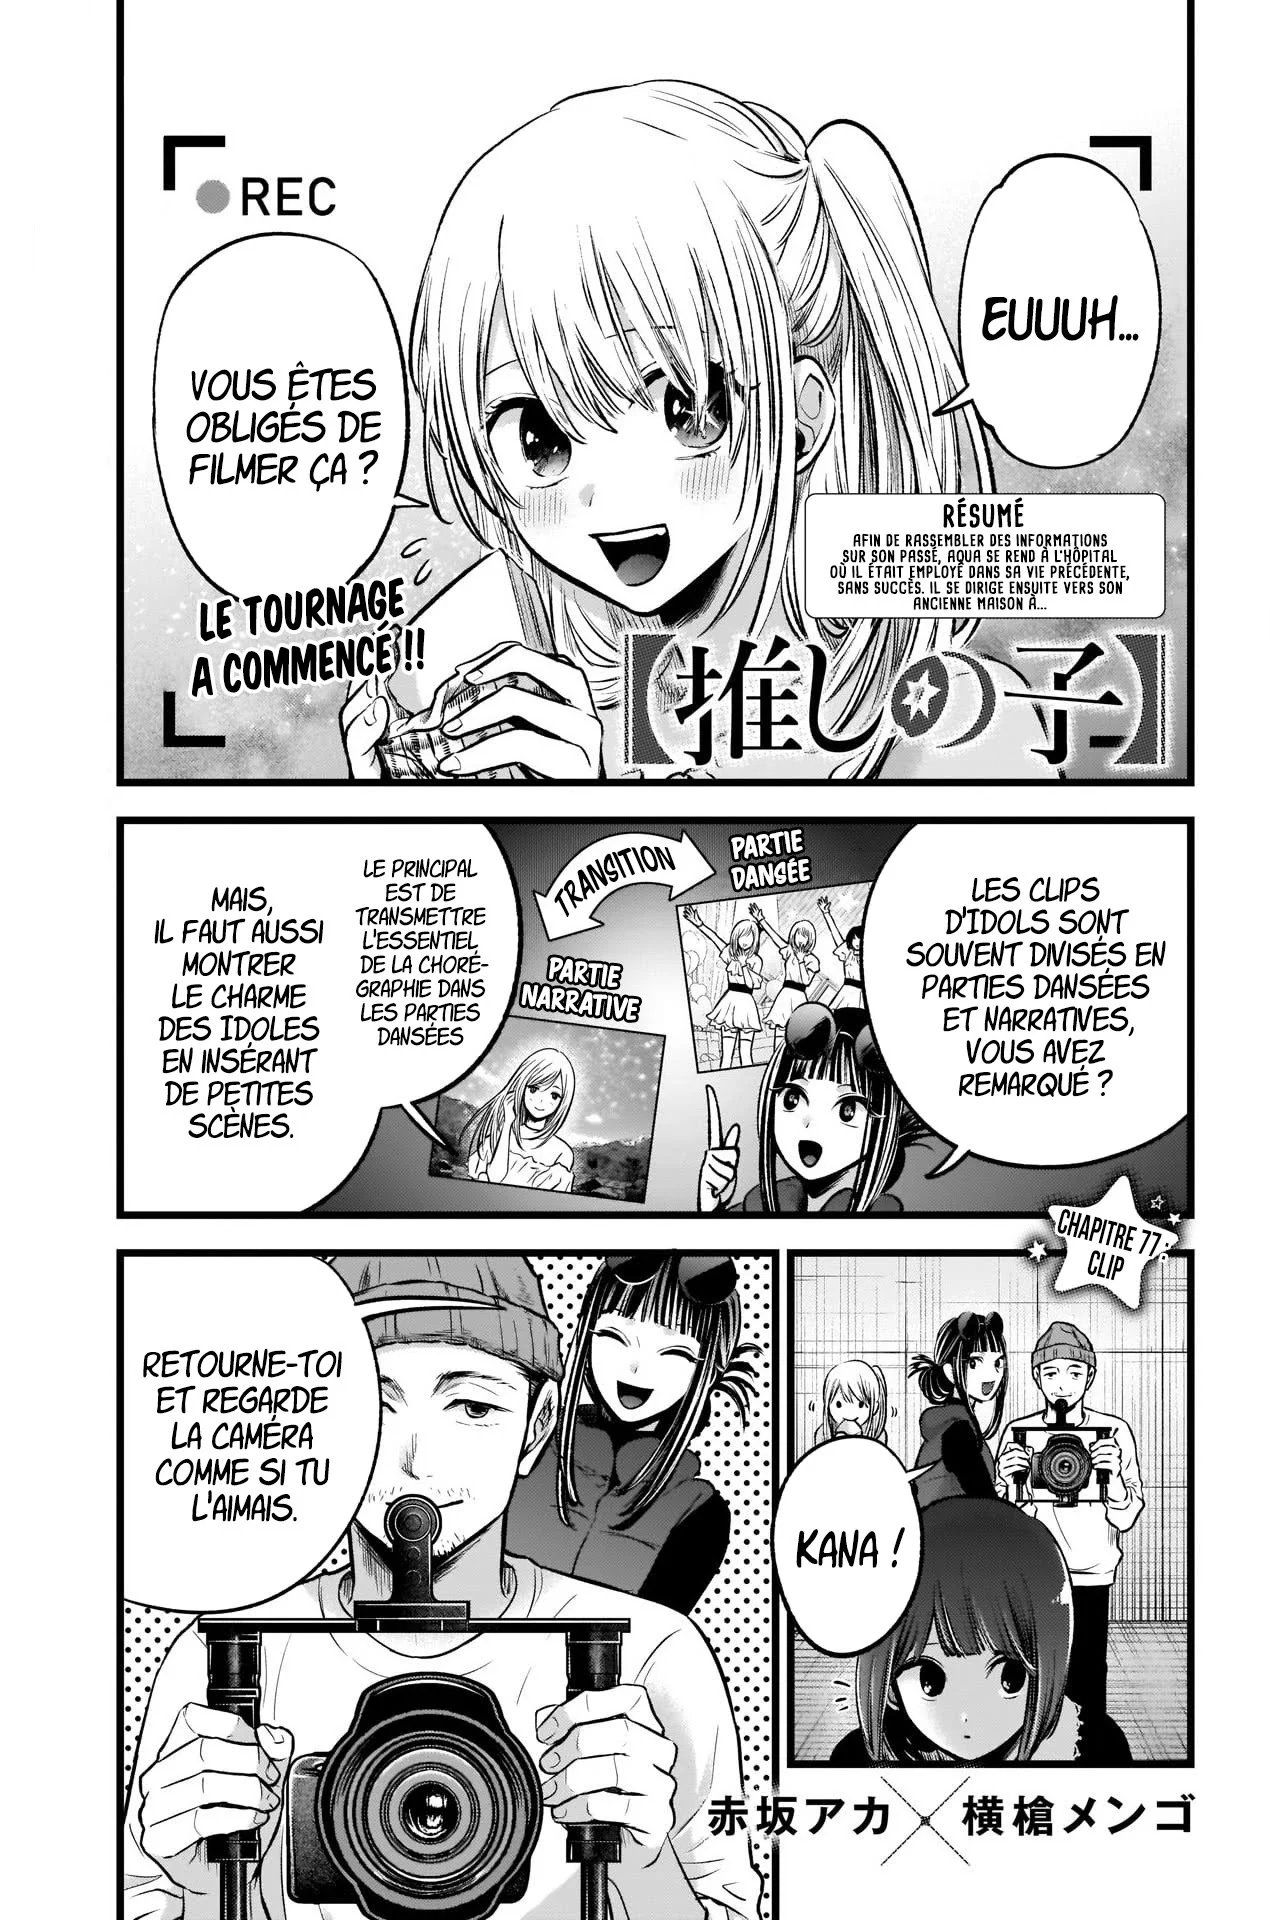 EUUUH...
REC
VOUS ÊTES
OBLIGÉS DE
FILMER ÇA ?
RÉSUMÉ
AFIN DE RASSEMBLER DES INFORMATIONS
SUR SON PASSÉ, AQUA SE REND À L'HÔPITAL
OÙ IL ÉTAIT EMPLOYÉ DANS SA VIE PRÉCÉDENTE,
SANS SUCCÈS. IL SE DIRIGE ENSUITE VERS SON
ANCIENNE MAISON À...
LE TOURNAGE
A COMMENCÉ !!
【推しの子】
LES CLIPS
D'IDOLS SONT
SOUVENT DIVISÉS EN
PARTIES DANSÉES
ET NARRATIVES,
VOUS AVEZ
REMARQUÉ ?
PARTIE
DANSÉE
TRANSITION
PARTIE
NARRATIVE
LE PRINCIPAL
EST DE
TRANSMETTRE
L'ESSENTIEL
DE LA CHORÉ-
GRAPHIE DANS
LES PARTIES
DANSÉES
MAIS,
IL FAUT AUSSI
MONTRER
LE CHARME
DES IDOLES
EN INSÉRANT
DE PETITES
SCÈNES.
CHAPITRE 77 :
CLIP
KANA !
RETOURNE-TOI
ET REGARDE
LA CAMÉRA
COMME SI TU
L'AIMAIS.
赤坂アカ×横槍メンゴ